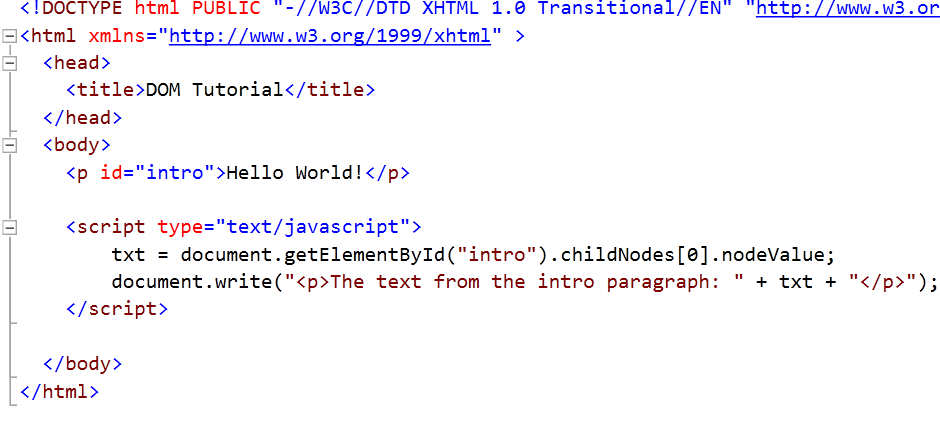 <!DOCTYPE html PUBLIC "-//W3C//DTD XHTML 1.0 Transitional//EN" "http://www.w3.or
<html xmlns="http://www.w3.org/1999/xhtml" >
<head>
<title>DOM Tutorial</title>
</head>
<body>
<p id="intro">Hello World!</p>
<script type="text/javascript">
txt = document.getElementById("intro").childNodes[0].nodeValue;
document.write("<p>The text from the intro paragraph: " + txt + "</p>");
</script>
</body>
</html>